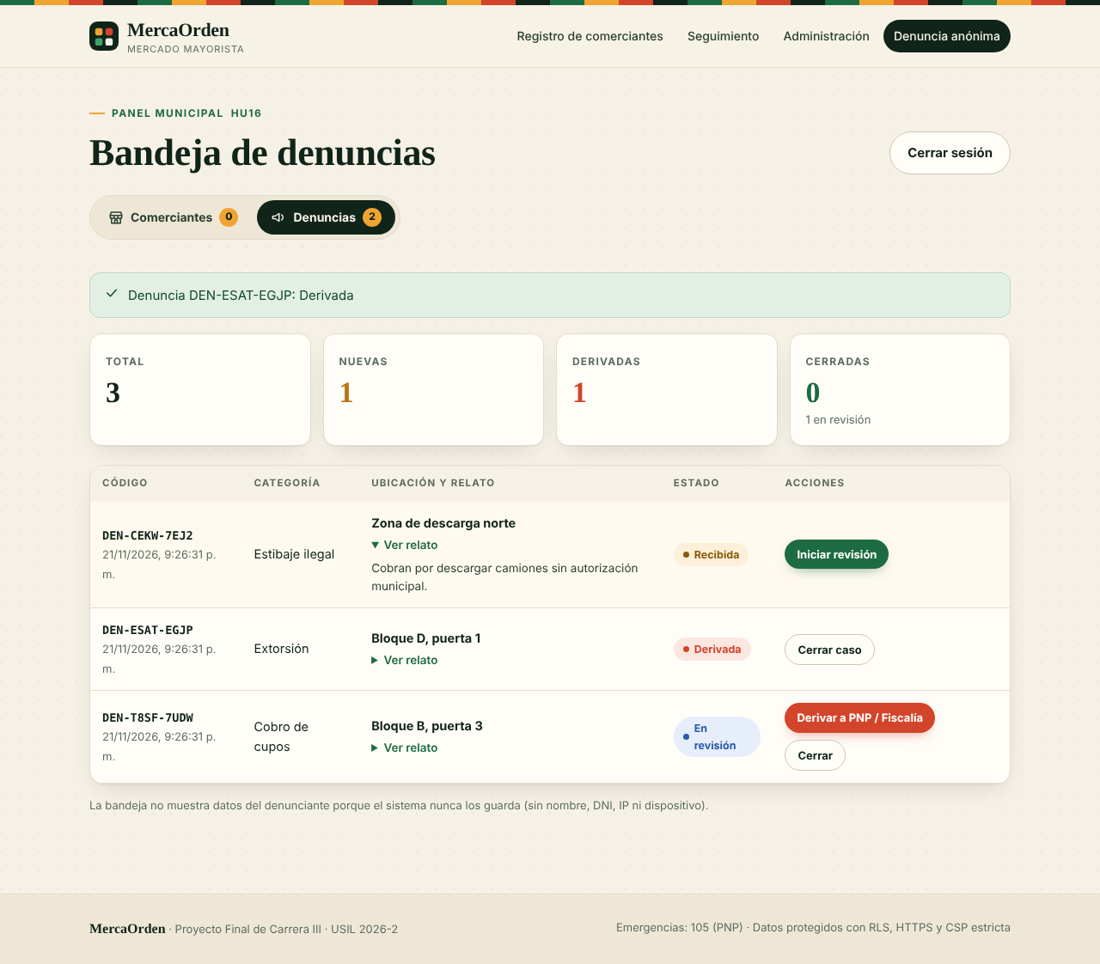 MercaOrden
MERCADO MAYORISTA
Registro de comerciantes Seguimiento Administración Denuncia anónima
PANEL MUNICIPAL HU16
Bandeja de denuncias
Cerrar sesión
Comerciantes 0 Denuncias 2
Denuncia DEN-ESAT-EGJP: Derivada
TOTAL
3
NUEVAS
1
DERIVADAS
1
CERRADAS
0
1 en revisión
CÓDIGO CATEGORÍA UBICACIÓN Y RELATO ESTADO ACCIONES
DEN-CEKW-7EJ2
21/11/2026, 9:26:31 p.
m.
Estibaje ilegal
Zona de descarga norte
Ver relato
Cobran por descargar camiones sin autorización
municipal.
Recibida
Iniciar revisión
DEN-ESAT-EGJP
21/11/2026, 9:26:31 p.
m.
Extorsión
Bloque D, puerta 1
Ver relato
Derivada
Cerrar caso
DEN-T8SF-7UDW
21/11/2026, 9:26:31 p.
m.
Cobro de
cupos
Bloque B, puerta 3
Ver relato
En
revisión
Derivar a PNP / Fiscalía
Cerrar
La bandeja no muestra datos del denunciante porque el sistema nunca los guarda (sin nombre, DNI, IP ni dispositivo).
MercaOrden · Proyecto Final de Carrera III · USIL 2026-2
Emergencias: 105 (PNP) · Datos protegidos con RLS, HTTPS y CSP estricta